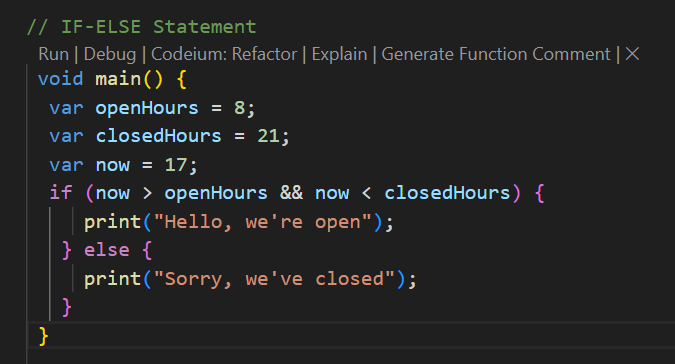 // IF-ELSE Statement
Run | Debug | Codeium: Refactor | Explain | Generate Function Comment | ×
void main() {
var openHours = 8;
var closedHours = 21;
var now = 17;
if (now > openHours && now < closedHours) {
print("Hello, we're open");
} else {
print("Sorry, we've closed");
}
}